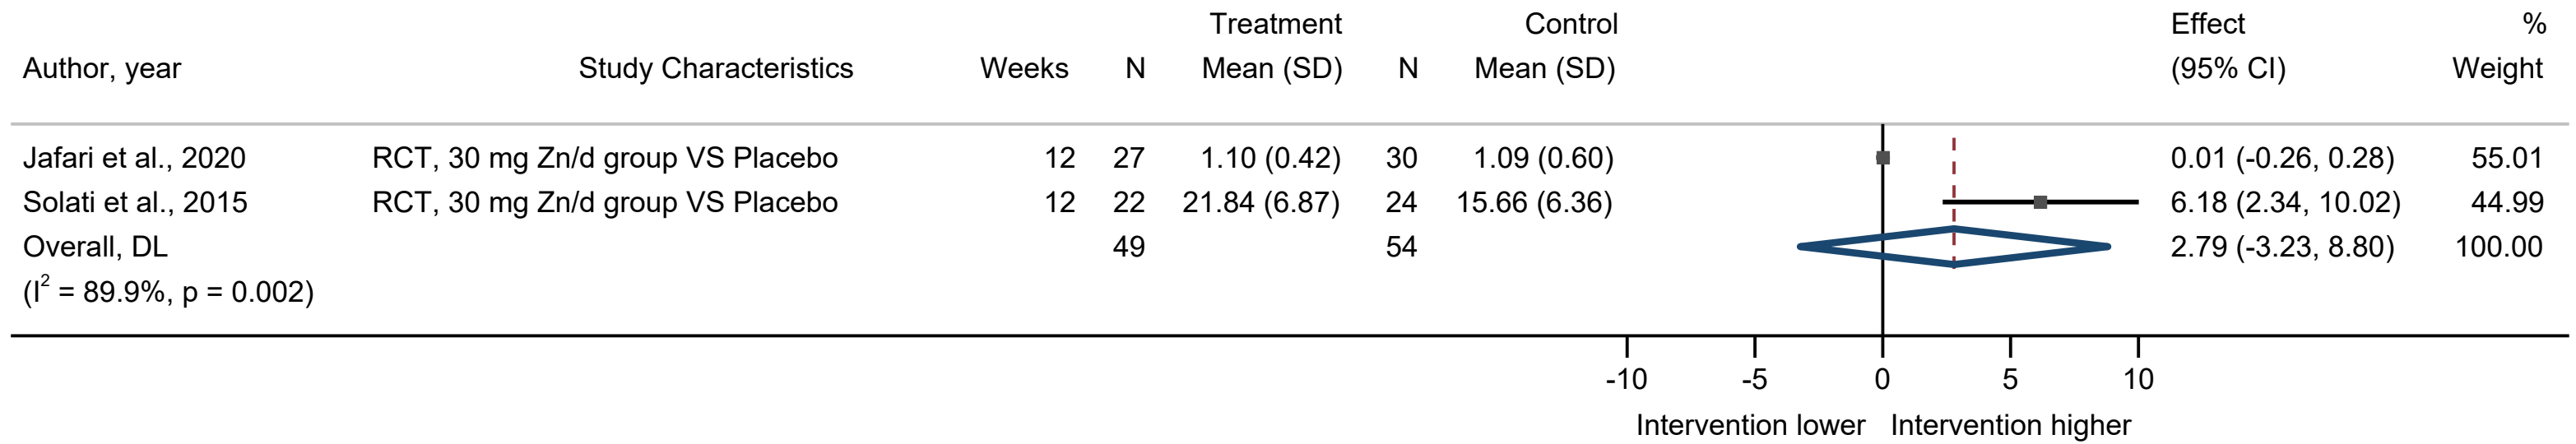 Treatment Control Effect %
Author, year Study Characteristics Weeks N Mean (SD) N Mean (SD) (95% CI) Weight
Jafari et al., 2020 RCT, 30 mg Zn/d group VS Placebo 12 27 1.10 (0.42) 30 1.09 (0.60) 0.01 (-0.26, 0.28) 55.01
Solati et al., 2015 RCT, 30 mg Zn/d group VS Placebo 12 22 21.84 (6.87) 24 15.66 (6.36) 6.18 (2.34, 10.02) 44.99
Overall, DL 49 54 2.79 (-3.23, 8.80) 100.00
(I² = 89.9%, p = 0.002)
-10 -5 0 5 10
Intervention lower Intervention higher